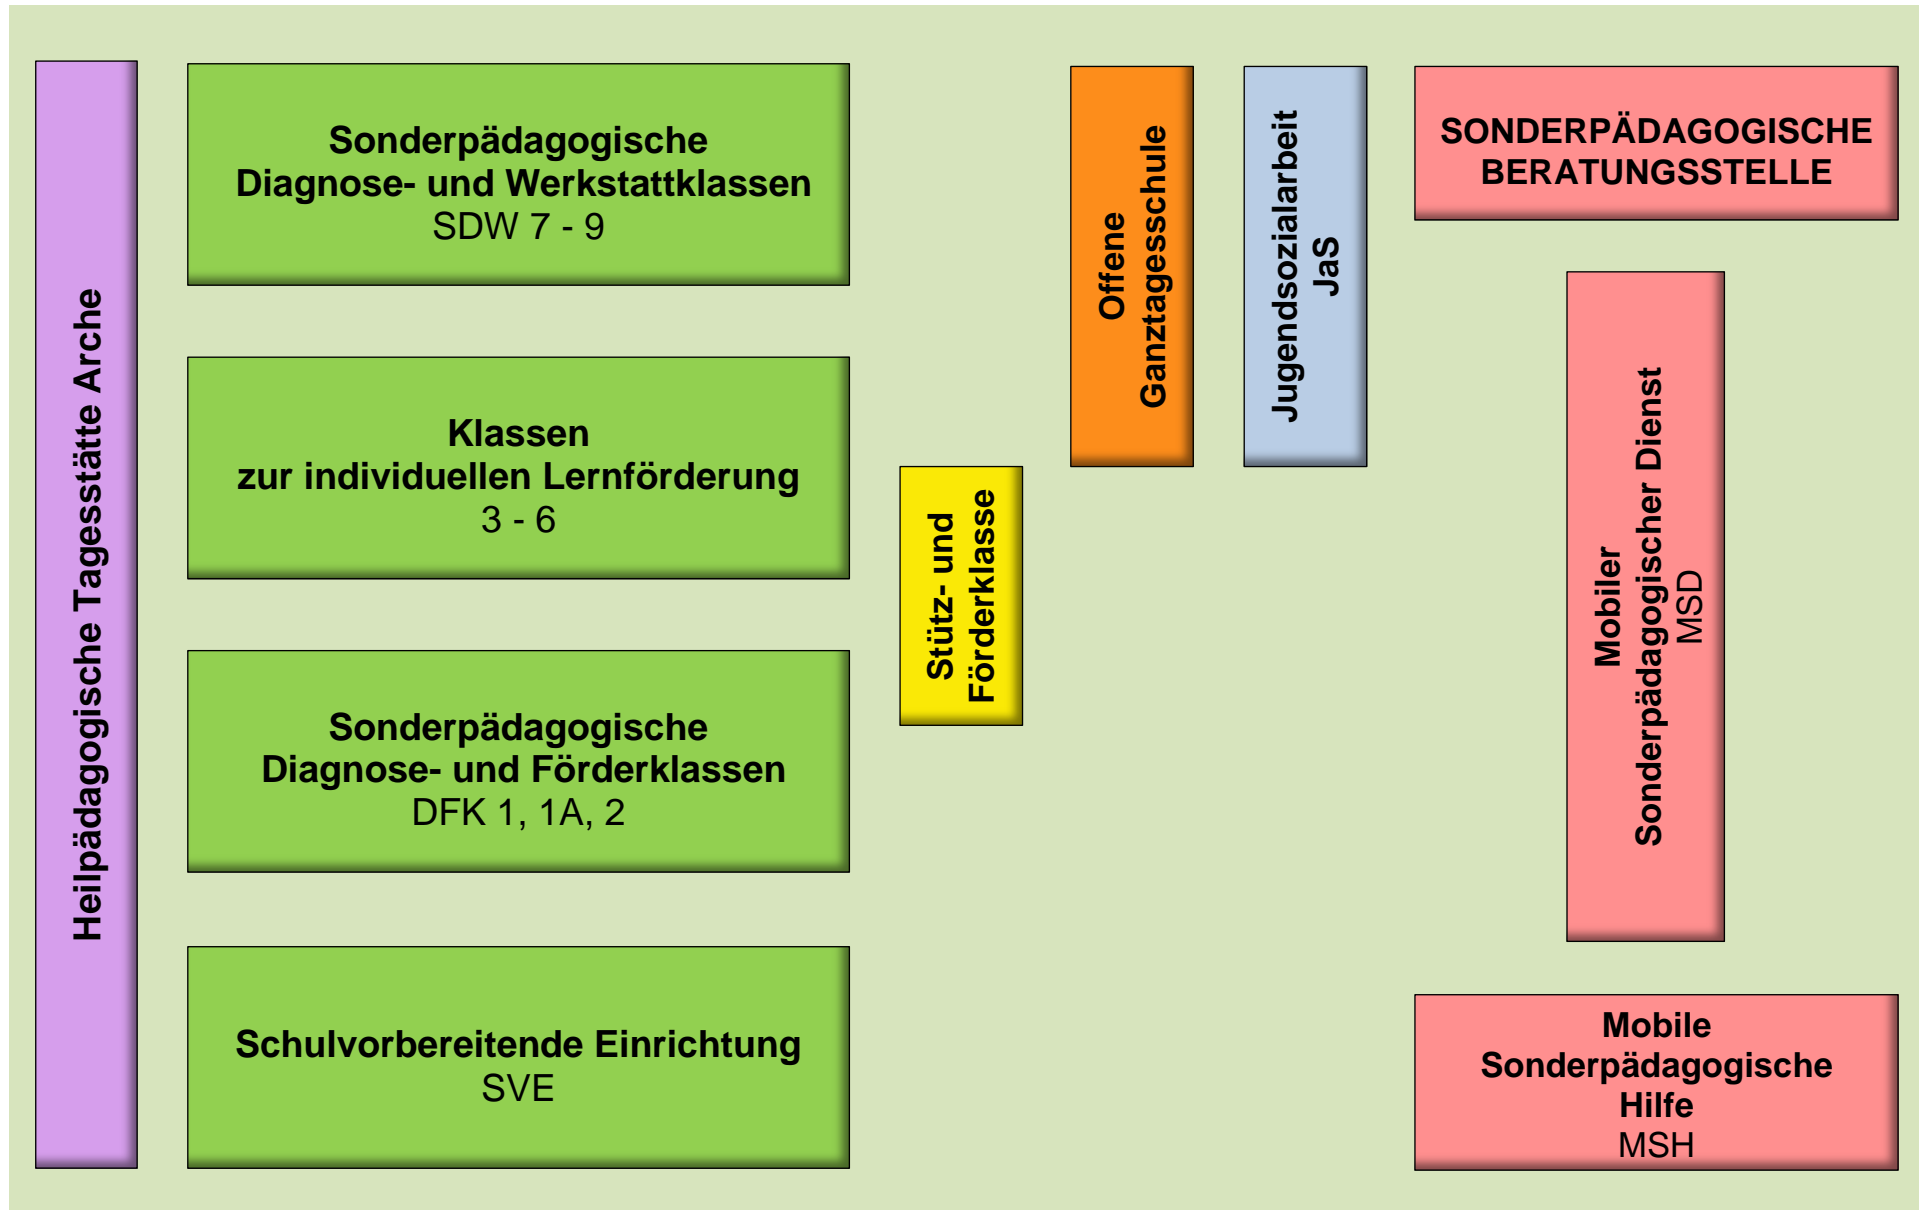 Heilpädagogische Tagesstätte Arche
Sonderpädagogische
Diagnose- und Werkstattklassen
SDW 7 - 9
Klassen
zur individuellen Lernförderung
3 - 6
Sonderpädagogische
Diagnose- und Förderklassen
DFK 1, 1A, 2
Schulvorbereitende Einrichtung
SVE
Stütz- und
Förderklasse
Offene
Ganztagesschule
Jugendsozialarbeit
JaS
SONDERPÄDAGOGISCHE
BERATUNGSSTELLE
Mobiler
Sonderpädagogischer Dienst
MSD
Mobile
Sonderpädagogische
Hilfe
MSH